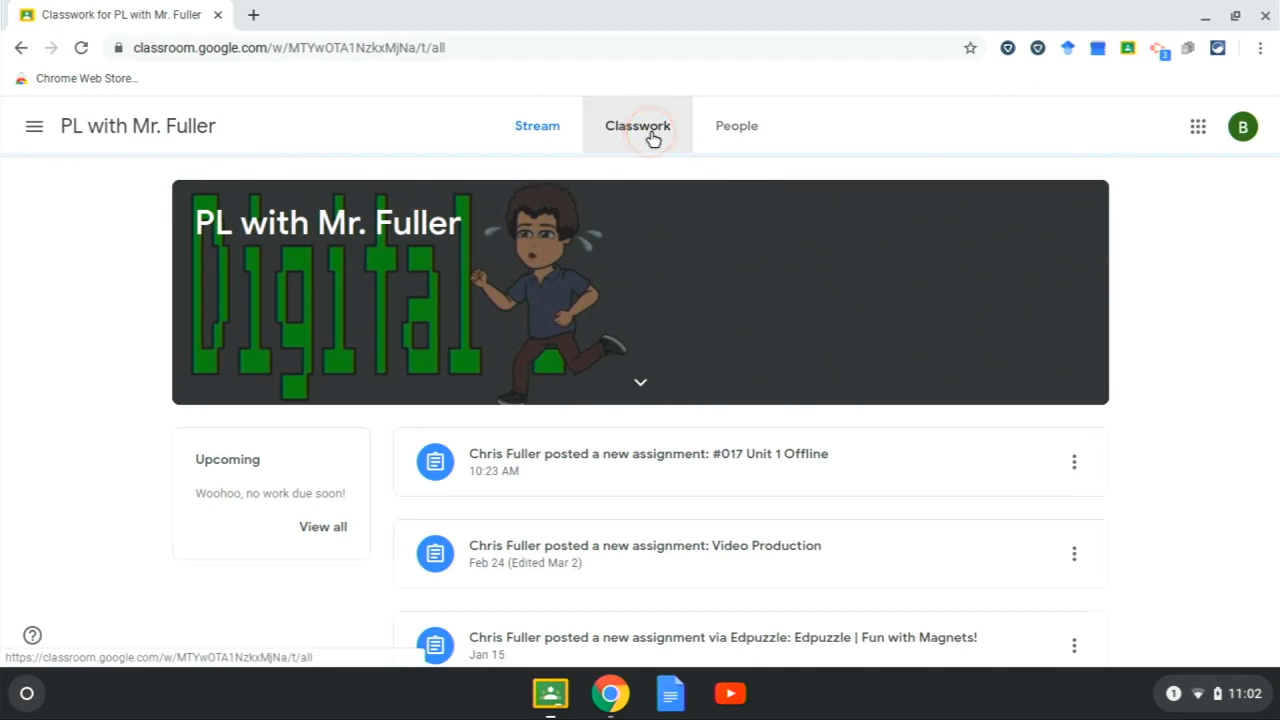 Classwork for PL with Mr. Fuller
classroom.google.com/w/MTYwOTA1NzkxMjNa/t/all
3
Chrome Web Store...
PL with Mr. Fuller
Stream
Classwork
People
B
PL with Mr. Fuller
Digital
Upcoming
Woohoo, no work due soon!
View all
Chris Fuller posted a new assignment: #017 Unit 1 Offline
10:23 AM
Chris Fuller posted a new assignment: Video Production
Feb 24 (Edited Mar 2)
Chris Fuller posted a new assignment via Edpuzzle: Edpuzzle | Fun with Magnets!
Jan 15
https://classroom.google.com/w/MTYwOTA1NzkxMjNa/t/all
1
11:02